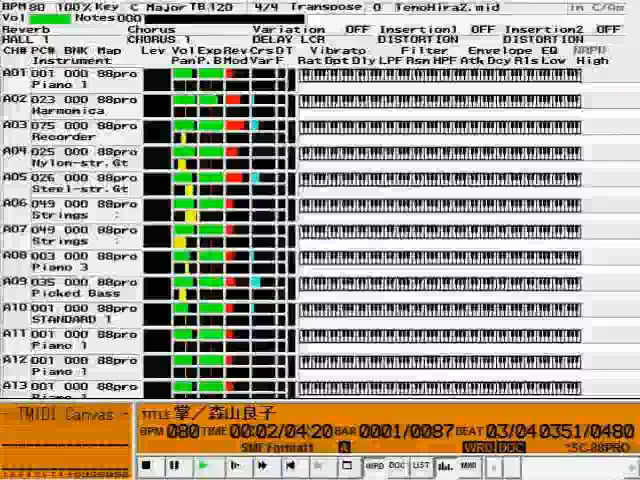 BPM 80 100% Key C Major TB 120 4/4 Transpose 0 TenoHira2.mid in C/Am
Vol Notes 000
Reverb Chorus Variation OFF Insertion1 OFF Insertion2 OFF
HALL 1 CHORUS 1 DELAY LCR DISTORTION DISTORTION
CH# PC# BNK Map Lev Vol Exp Rev Crs DT Vibrato Filter Envelope EQ NRPN
Instrument Pan P.B Mod Var F Rat Dpt Dly LPF Rsm HPF Atk Dcy Rls Low High
A01 001 000 88pro
Piano 1
A02 023 000 88pro
Harmonica
A03 075 000 88pro
Recorder
A04 025 000 88pro
Nylon-str.Gt
A05 026 000 88pro
Steel-str.Gt
A06 049 000 88pro
Strings :
A07 049 000 88pro
Strings :
A08 003 000 88pro
Piano 3
A09 035 000 88pro
Picked Bass
A10 001 000 88pro
STANDARD 1
A11 001 000 88pro
Piano 1
A12 001 000 88pro
Piano 1
A13 001 000 88pro
Piano 1
- TMIDI Canvas -
TITLE 掌／森山良子
BPM 080 TIME 00:02/04:20 BAR 0001/0087 BEAT 03/04 0351/0480
SMF Format1 A WRD DOC *SC-88PRO
WRD DOC LIST MIDI